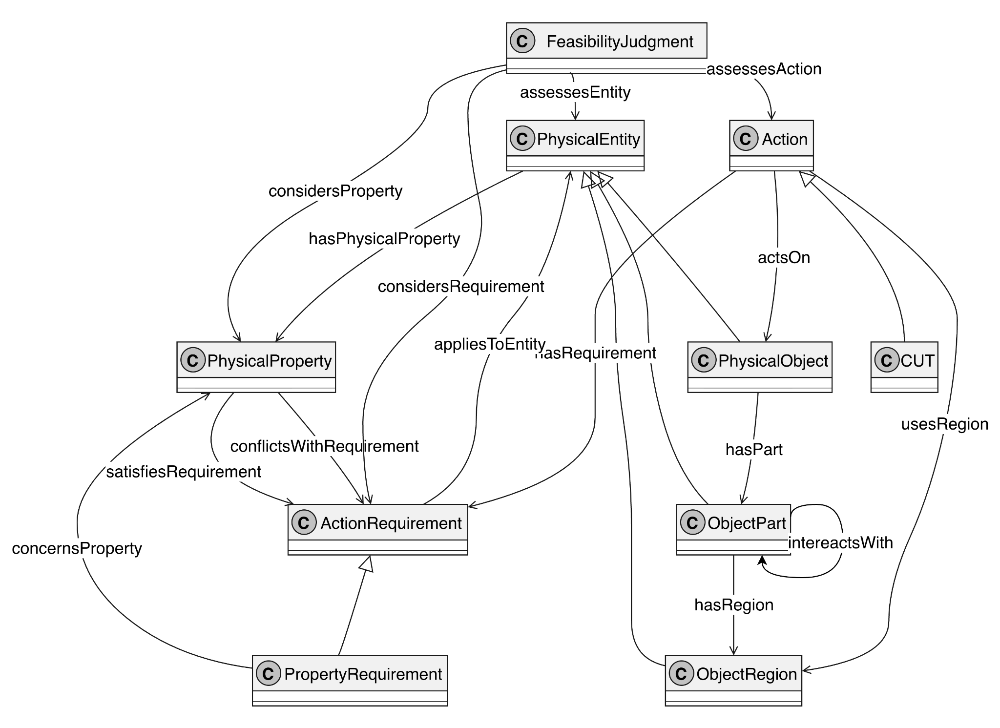 C FeasibilityJudgment
assessesAction
assessesEntity
C PhysicalEntity
C Action
considersProperty
hasPhysicalProperty
actsOn
considersRequirement
appliesToEntity
hasRequirement
C PhysicalProperty
C PhysicalObject
C CUT
usesRegion
conflictsWithRequirement
hasPart
satisfiesRequirement
C ActionRequirement
C ObjectPart
intereactsWith
concernsProperty
hasRegion
C PropertyRequirement
C ObjectRegion